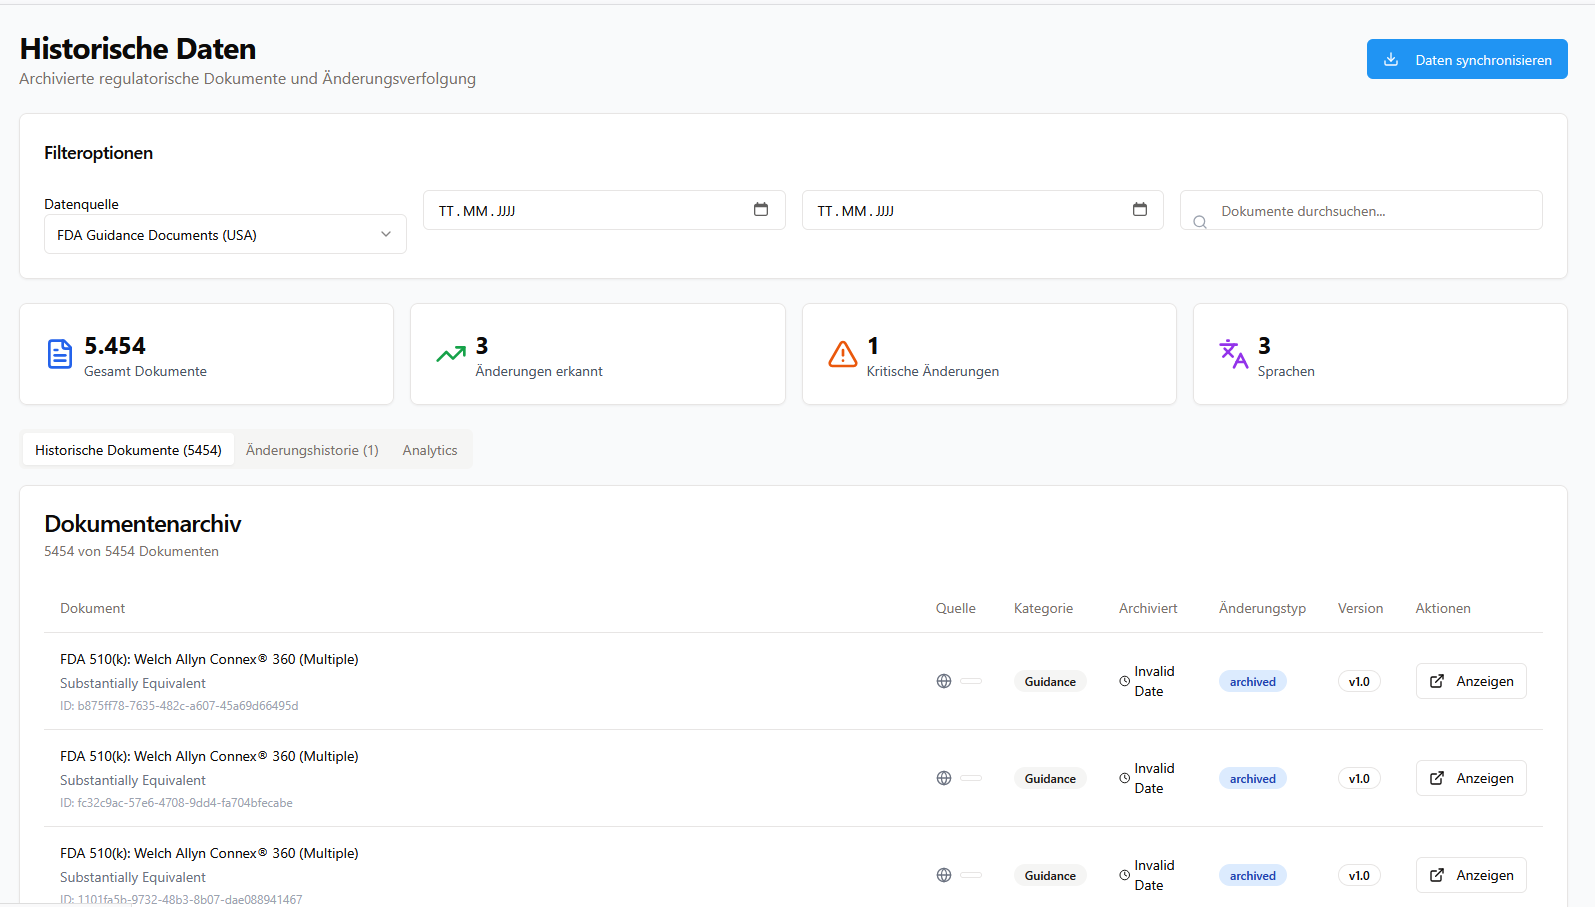 Historische Daten
Archivierte regulatorische Dokumente und Änderungsverfolgung
Daten synchronisieren
Filteroptionen
Datenquelle
FDA Guidance Documents (USA)
TT.MM.JJJJ
TT.MM.JJJJ
Dokumente durchsuchen...
5.454
Gesamt Dokumente
3
Änderungen erkannt
1
Kritische Änderungen
3
Sprachen
Historische Dokumente (5454)
Änderungshistorie (1)
Analytics
Dokumentenarchiv
5454 von 5454 Dokumenten
Dokument Quelle Kategorie Archiviert Änderungstyp Version Aktionen
FDA 510(k): Welch Allyn Connex® 360 (Multiple)
Substantially Equivalent
ID: b875ff78-7635-482c-a607-45a69d66495d
Guidance
Invalid
Date
archived
v1.0
Anzeigen
FDA 510(k): Welch Allyn Connex® 360 (Multiple)
Substantially Equivalent
ID: fc32c9ac-57e6-4708-9dd4-fa704bfecabe
Guidance
Invalid
Date
archived
v1.0
Anzeigen
FDA 510(k): Welch Allyn Connex® 360 (Multiple)
Substantially Equivalent
ID: 1101fa5b-9732-48b3-8b07-dae088941467
Guidance
Invalid
Date
archived
v1.0
Anzeigen